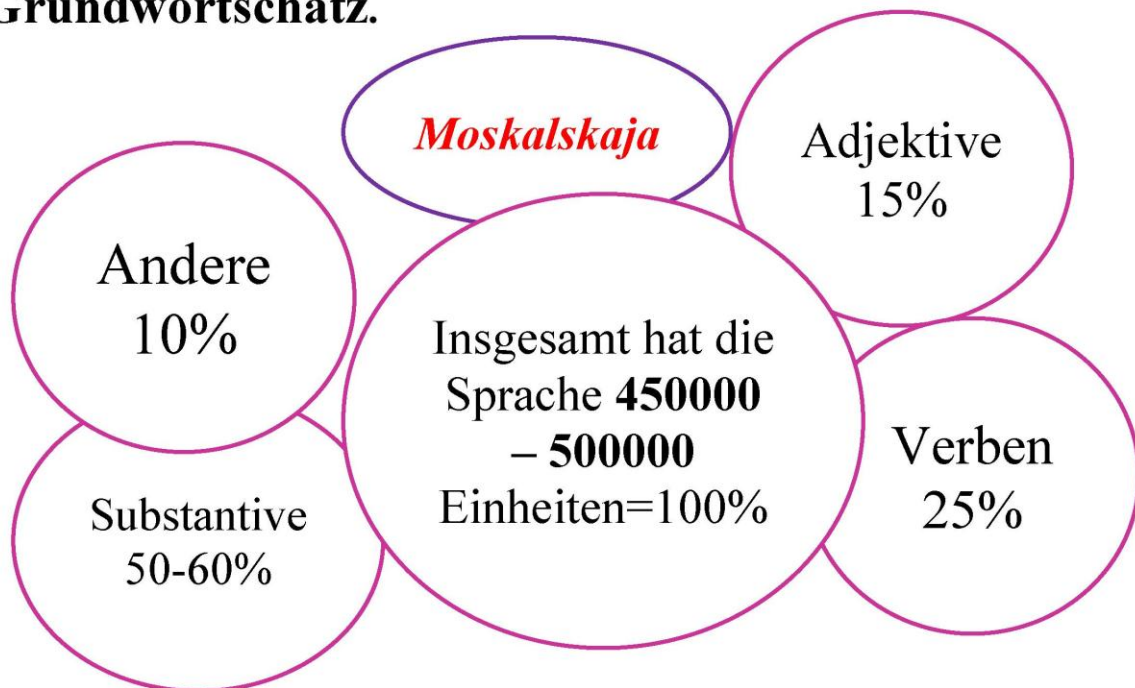 Grundwortschatz.
Moskalskaja
Adjektive
15%
Andere
10%
Insgesamt hat die
Sprache 450000
– 500000
Einheiten=100%
Verben
25%
Substantive
50-60%